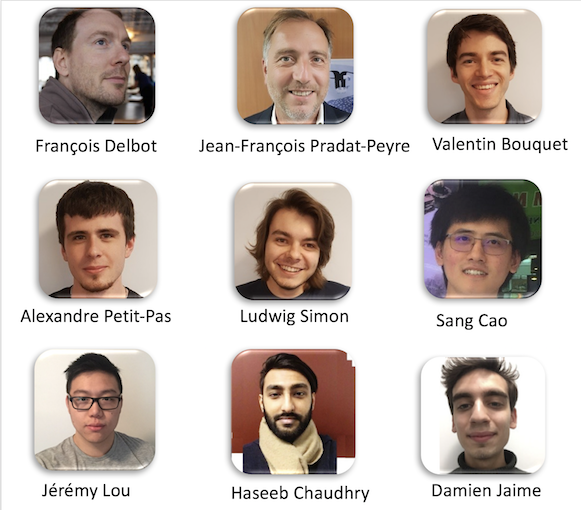 François Delbot
Jean-François Pradat-Peyre
Valentin Bouquet
Alexandre Petit-Pas
Ludwig Simon
Sang Cao
Jérémy Lou
Haseeb Chaudhry
Damien Jaime